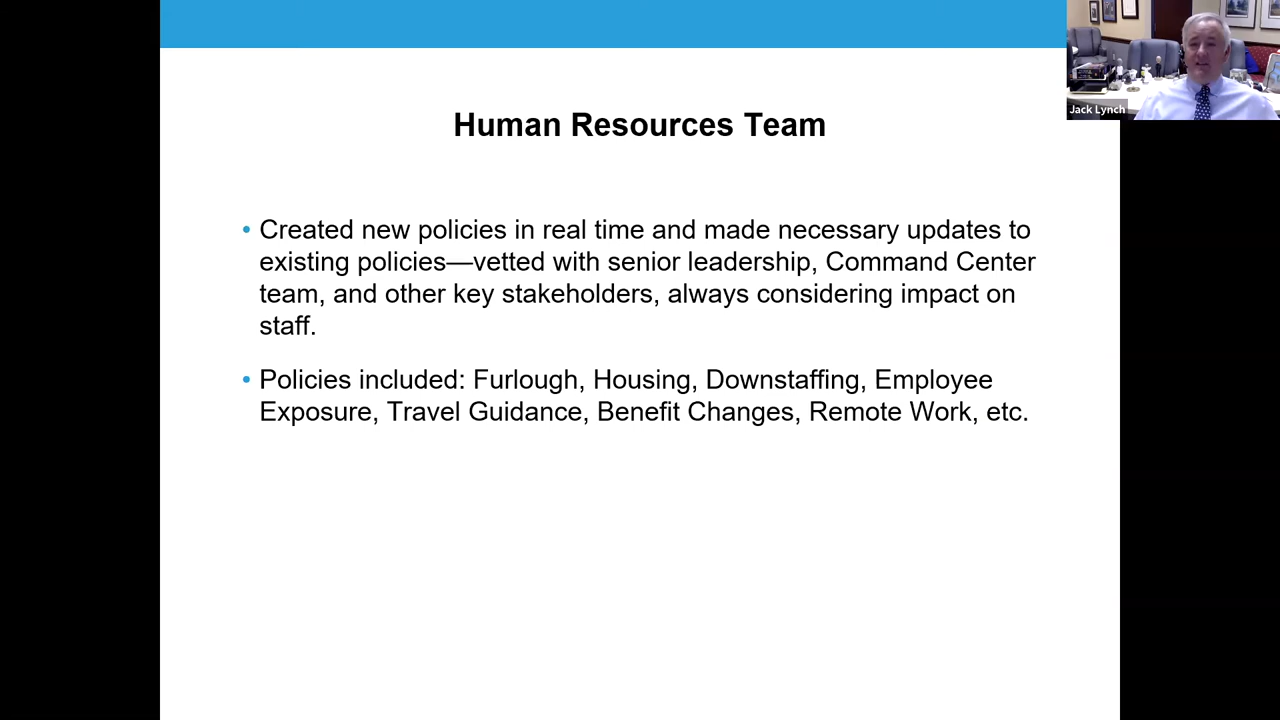 Jack Lynch
Human Resources Team
• Created new policies in real time and made necessary updates to
existing policies—vetted with senior leadership, Command Center
team, and other key stakeholders, always considering impact on
staff.
• Policies included: Furlough, Housing, Downstaffing, Employee
Exposure, Travel Guidance, Benefit Changes, Remote Work, etc.